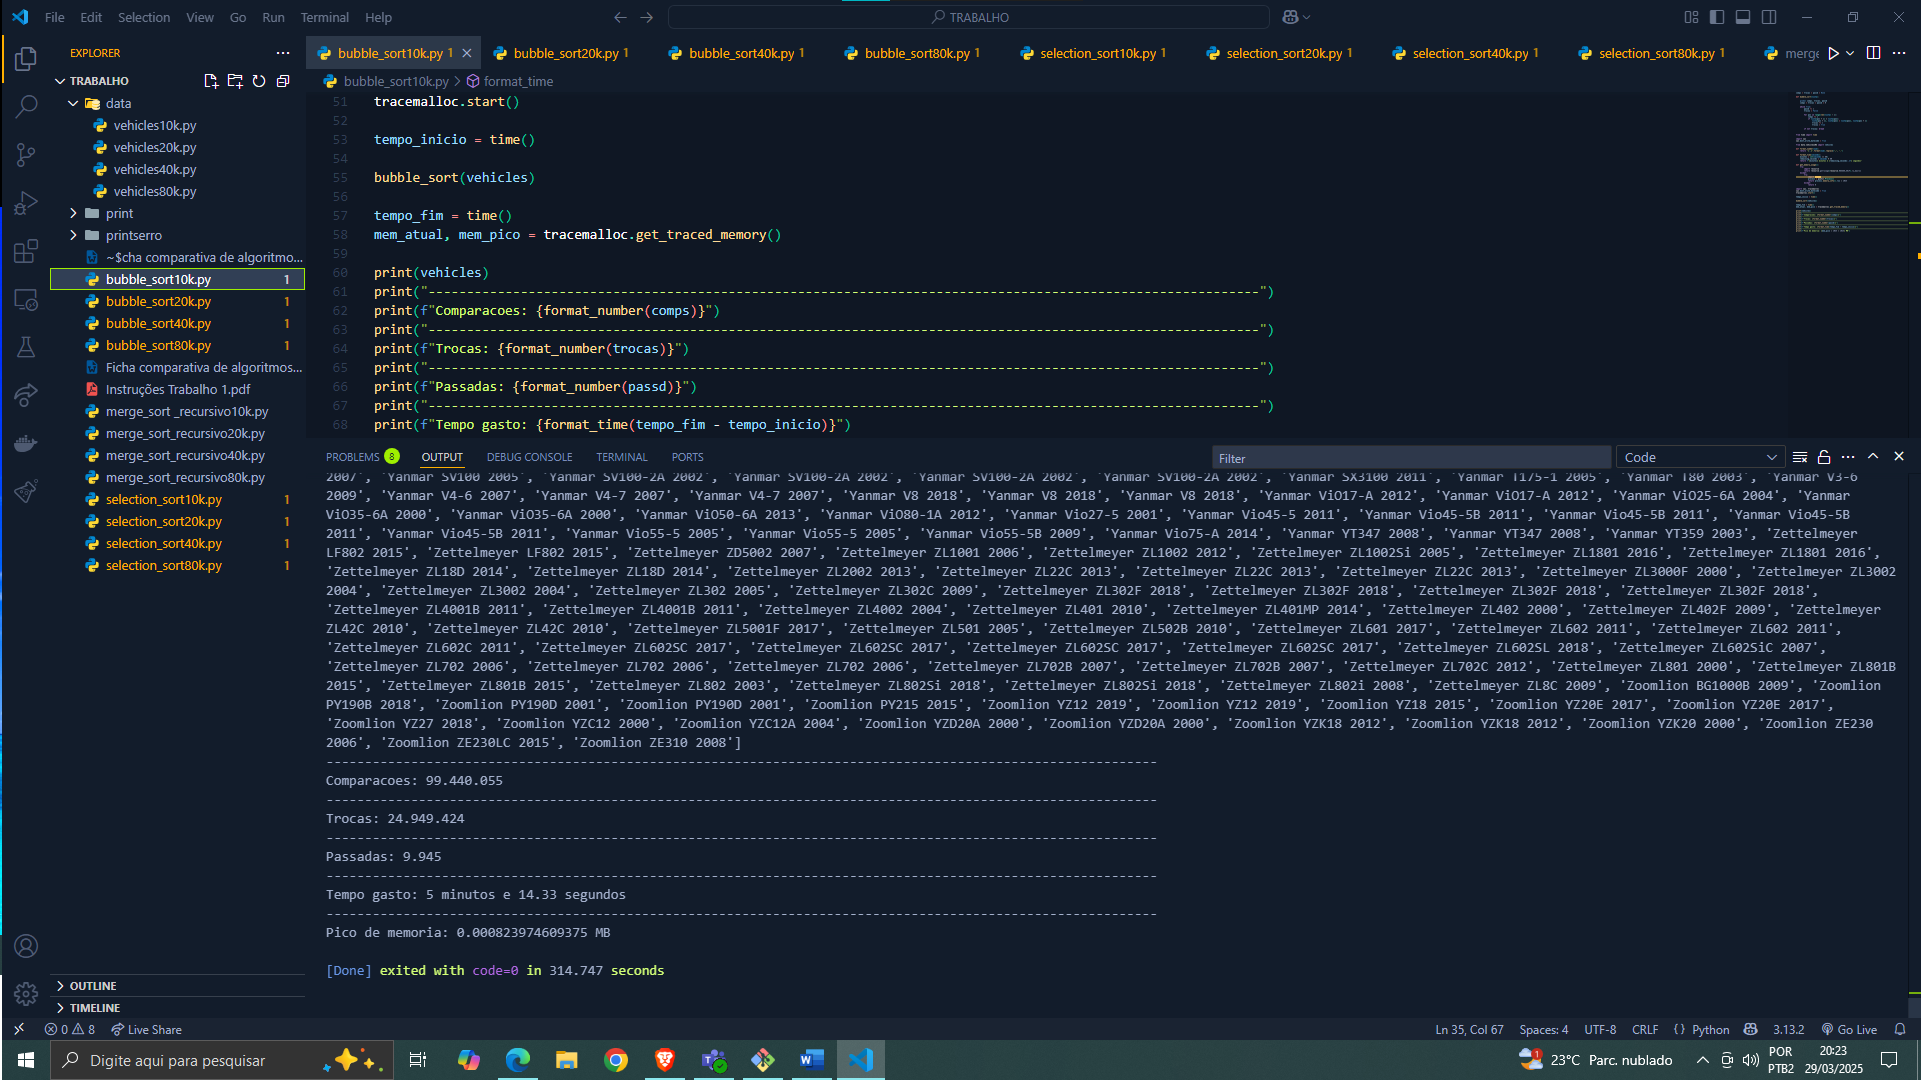 File Edit Selection View Go Run Terminal Help
TRABALHO
EXPLORER
TRABALHO
data
vehicles10k.py
vehicles20k.py
vehicles40k.py
vehicles80k.py
print
printserro
~$cha comparativa de algoritmo...
bubble_sort10k.py 1
bubble_sort20k.py 1
bubble_sort40k.py 1
bubble_sort80k.py 1
Ficha comparativa de algoritmos...
Instruções Trabalho 1.pdf
merge_sort _recursivo10k.py
merge_sort_recursivo20k.py
merge_sort_recursivo40k.py
merge_sort_recursivo80k.py
selection_sort10k.py 1
selection_sort20k.py 1
selection_sort40k.py 1
selection_sort80k.py 1
OUTLINE
TIMELINE
bubble_sort10k.py 1 bubble_sort20k.py 1 bubble_sort40k.py 1 bubble_sort80k.py 1 selection_sort10k.py 1 selection_sort20k.py 1 selection_sort40k.py 1 selection_sort80k.py 1 merge
bubble_sort10k.py > format_time
51 tracemalloc.start()
52
53 tempo_inicio = time()
54
55 bubble_sort(vehicles)
56
57 tempo_fim = time()
58 mem_atual, mem_pico = tracemalloc.get_traced_memory()
59
60 print(vehicles)
61 print("------------------------------------------------------------------------------------------------------------")
62 print(f"Comparacoes: {format_number(comps)}")
63 print("------------------------------------------------------------------------------------------------------------")
64 print(f"Trocas: {format_number(trocas)}")
65 print("------------------------------------------------------------------------------------------------------------")
66 print(f"Passadas: {format_number(passd)}")
67 print("------------------------------------------------------------------------------------------------------------")
68 print(f"Tempo gasto: {format_time(tempo_fim - tempo_inicio)}")
PROBLEMS 8 OUTPUT DEBUG CONSOLE TERMINAL PORTS Filter Code
2007', 'Yanmar SV100 2005', 'Yanmar SV100-2A 2002', 'Yanmar SV100-2A 2002', 'Yanmar SV100-2A 2002', 'Yanmar SV100-2A 2002', 'Yanmar SX3100 2011', 'Yanmar T175-1 2005', 'Yanmar T80 2003', 'Yanmar V3-6
2009', 'Yanmar V4-6 2007', 'Yanmar V4-7 2007', 'Yanmar V4-7 2007', 'Yanmar V8 2018', 'Yanmar V8 2018', 'Yanmar V8 2018', 'Yanmar ViO17-A 2012', 'Yanmar ViO17-A 2012', 'Yanmar ViO25-6A 2004', 'Yanmar
ViO35-6A 2000', 'Yanmar ViO35-6A 2000', 'Yanmar ViO50-6A 2013', 'Yanmar ViO80-1A 2012', 'Yanmar Vio27-5 2001', 'Yanmar Vio45-5 2011', 'Yanmar Vio45-5B 2011', 'Yanmar Vio45-5B 2011', 'Yanmar Vio45-5B
2011', 'Yanmar Vio45-5B 2011', 'Yanmar Vio55-5 2005', 'Yanmar Vio55-5 2005', 'Yanmar Vio55-5B 2009', 'Yanmar Vio75-A 2014', 'Yanmar YT347 2008', 'Yanmar YT347 2008', 'Yanmar YT359 2003', 'Zettelmeyer
LF802 2015', 'Zettelmeyer LF802 2015', 'Zettelmeyer ZD5002 2007', 'Zettelmeyer ZL1001 2006', 'Zettelmeyer ZL1002 2012', 'Zettelmeyer ZL1002Si 2005', 'Zettelmeyer ZL1801 2016', 'Zettelmeyer ZL1801 2016',
'Zettelmeyer ZL18D 2014', 'Zettelmeyer ZL18D 2014', 'Zettelmeyer ZL2002 2013', 'Zettelmeyer ZL22C 2013', 'Zettelmeyer ZL22C 2013', 'Zettelmeyer ZL22C 2013', 'Zettelmeyer ZL3000F 2000', 'Zettelmeyer ZL3002
2004', 'Zettelmeyer ZL3002 2004', 'Zettelmeyer ZL302 2005', 'Zettelmeyer ZL302C 2009', 'Zettelmeyer ZL302F 2018', 'Zettelmeyer ZL302F 2018', 'Zettelmeyer ZL302F 2018', 'Zettelmeyer ZL302F 2018',
'Zettelmeyer ZL4001B 2011', 'Zettelmeyer ZL4001B 2011', 'Zettelmeyer ZL4002 2004', 'Zettelmeyer ZL401 2010', 'Zettelmeyer ZL401MP 2014', 'Zettelmeyer ZL402 2000', 'Zettelmeyer ZL402F 2009', 'Zettelmeyer
ZL42C 2010', 'Zettelmeyer ZL42C 2010', 'Zettelmeyer ZL5001F 2017', 'Zettelmeyer ZL501 2005', 'Zettelmeyer ZL502B 2010', 'Zettelmeyer ZL601 2017', 'Zettelmeyer ZL602 2011', 'Zettelmeyer ZL602 2011',
'Zettelmeyer ZL602C 2011', 'Zettelmeyer ZL602SC 2017', 'Zettelmeyer ZL602SC 2017', 'Zettelmeyer ZL602SC 2017', 'Zettelmeyer ZL602SC 2017', 'Zettelmeyer ZL602SL 2018', 'Zettelmeyer ZL602SiC 2007',
'Zettelmeyer ZL702 2006', 'Zettelmeyer ZL702 2006', 'Zettelmeyer ZL702 2006', 'Zettelmeyer ZL702B 2007', 'Zettelmeyer ZL702B 2007', 'Zettelmeyer ZL702C 2012', 'Zettelmeyer ZL801 2000', 'Zettelmeyer ZL801B
2015', 'Zettelmeyer ZL801B 2015', 'Zettelmeyer ZL802 2003', 'Zettelmeyer ZL802Si 2018', 'Zettelmeyer ZL802Si 2018', 'Zettelmeyer ZL802i 2008', 'Zettelmeyer ZL8C 2009', 'Zoomlion BG1000B 2009', 'Zoomlion
PY190B 2018', 'Zoomlion PY190D 2001', 'Zoomlion PY190D 2001', 'Zoomlion PY215 2015', 'Zoomlion YZ12 2019', 'Zoomlion YZ12 2019', 'Zoomlion YZ18 2015', 'Zoomlion YZ20E 2017', 'Zoomlion YZ20E 2017',
'Zoomlion YZ27 2018', 'Zoomlion YZC12 2000', 'Zoomlion YZC12A 2004', 'Zoomlion YZD20A 2000', 'Zoomlion YZD20A 2000', 'Zoomlion YZK18 2012', 'Zoomlion YZK18 2012', 'Zoomlion YZK20 2000', 'Zoomlion ZE230
2006', 'Zoomlion ZE230LC 2015', 'Zoomlion ZE310 2008']
------------------------------------------------------------------------------------------------------------
Comparacoes: 99.440.055
------------------------------------------------------------------------------------------------------------
Trocas: 24.949.424
------------------------------------------------------------------------------------------------------------
Passadas: 9.945
------------------------------------------------------------------------------------------------------------
Tempo gasto: 5 minutos e 14.33 segundos
------------------------------------------------------------------------------------------------------------
Pico de memoria: 0.000823974609375 MB
[Done] exited with code=0 in 314.747 seconds
0 8 Live Share Ln 35, Col 67 Spaces: 4 UTF-8 CRLF {} Python 3.13.2 Go Live
Digite aqui para pesquisar 1 23°C Parc. nublado POR PTB2 20:23 29/03/2025